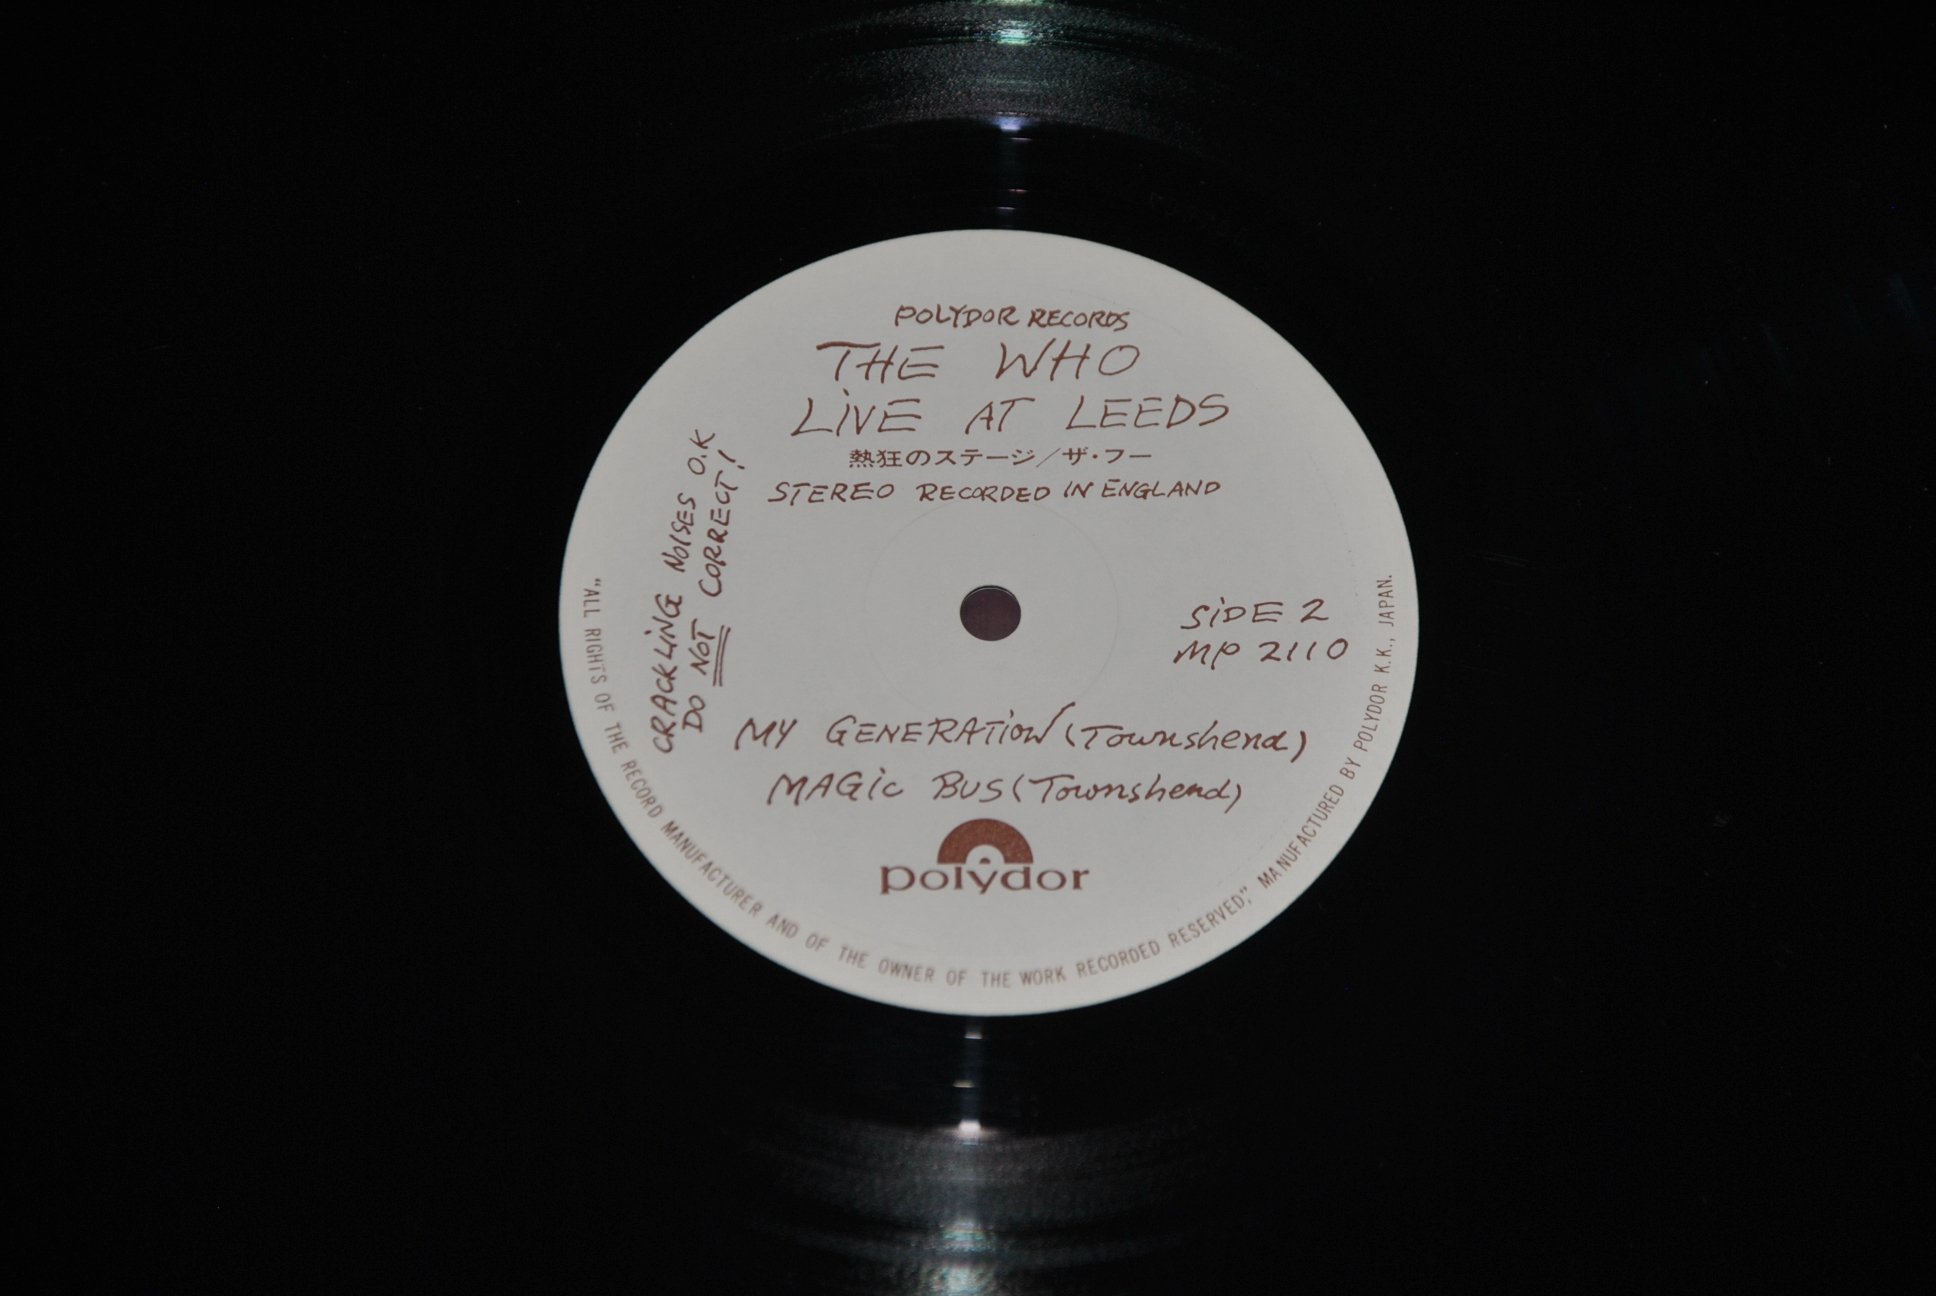 POLYDOR RECORDS
THE WHO
LiVE AT LEEDS
熱狂のステージ／ザ・フー
STEREO RECORDED IN ENGLAND
CRACKLING NOISES O.K
DO NOT CORRECT!
SiDE 2
MP 2110
MY GENERATION (Townshend)
MAGiC BUS (Townshend)
polydor
"ALL RIGHTS OF THE RECORD MANUFACTURER AND OF THE OWNER OF THE WORK RECORDED RESERVED," MANUFACTURED BY POLYDOR K.K., JAPAN.